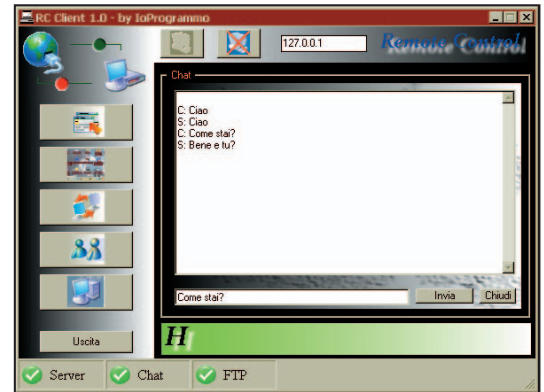 RC Client 1.0 - by IoProgrammo
127.0.0.1
Remote Control
Chat
C: Ciao
S: Ciao
C: Come stai?
S: Bene e tu?
Come stai?
Invia
Chiudi
Uscita
H
Server
Chat
FTP